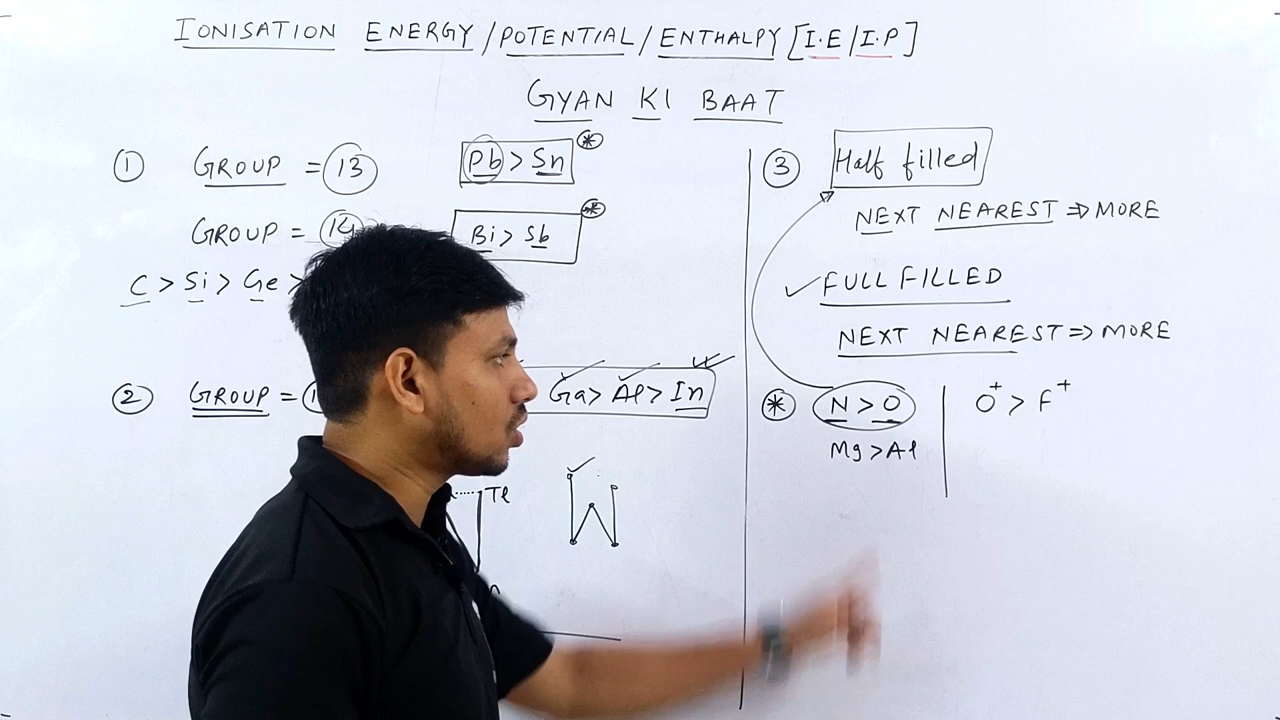 IONISATION ENERGY/POTENTIAL/ENTHALPY [I.E/I.P]
GYAN KI BAAT
① GROUP = 13 Pb > Sn *
GROUP = 14 Bi > Sb *
C > Si > Ge >
② GROUP = Ga > Al > In
Tl
③ Half filled
NEXT NEAREST ⇒ MORE
✓ FULL FILLED
NEXT NEAREST ⇒ MORE
* N > O
Mg > Al
O⁺ > F⁺